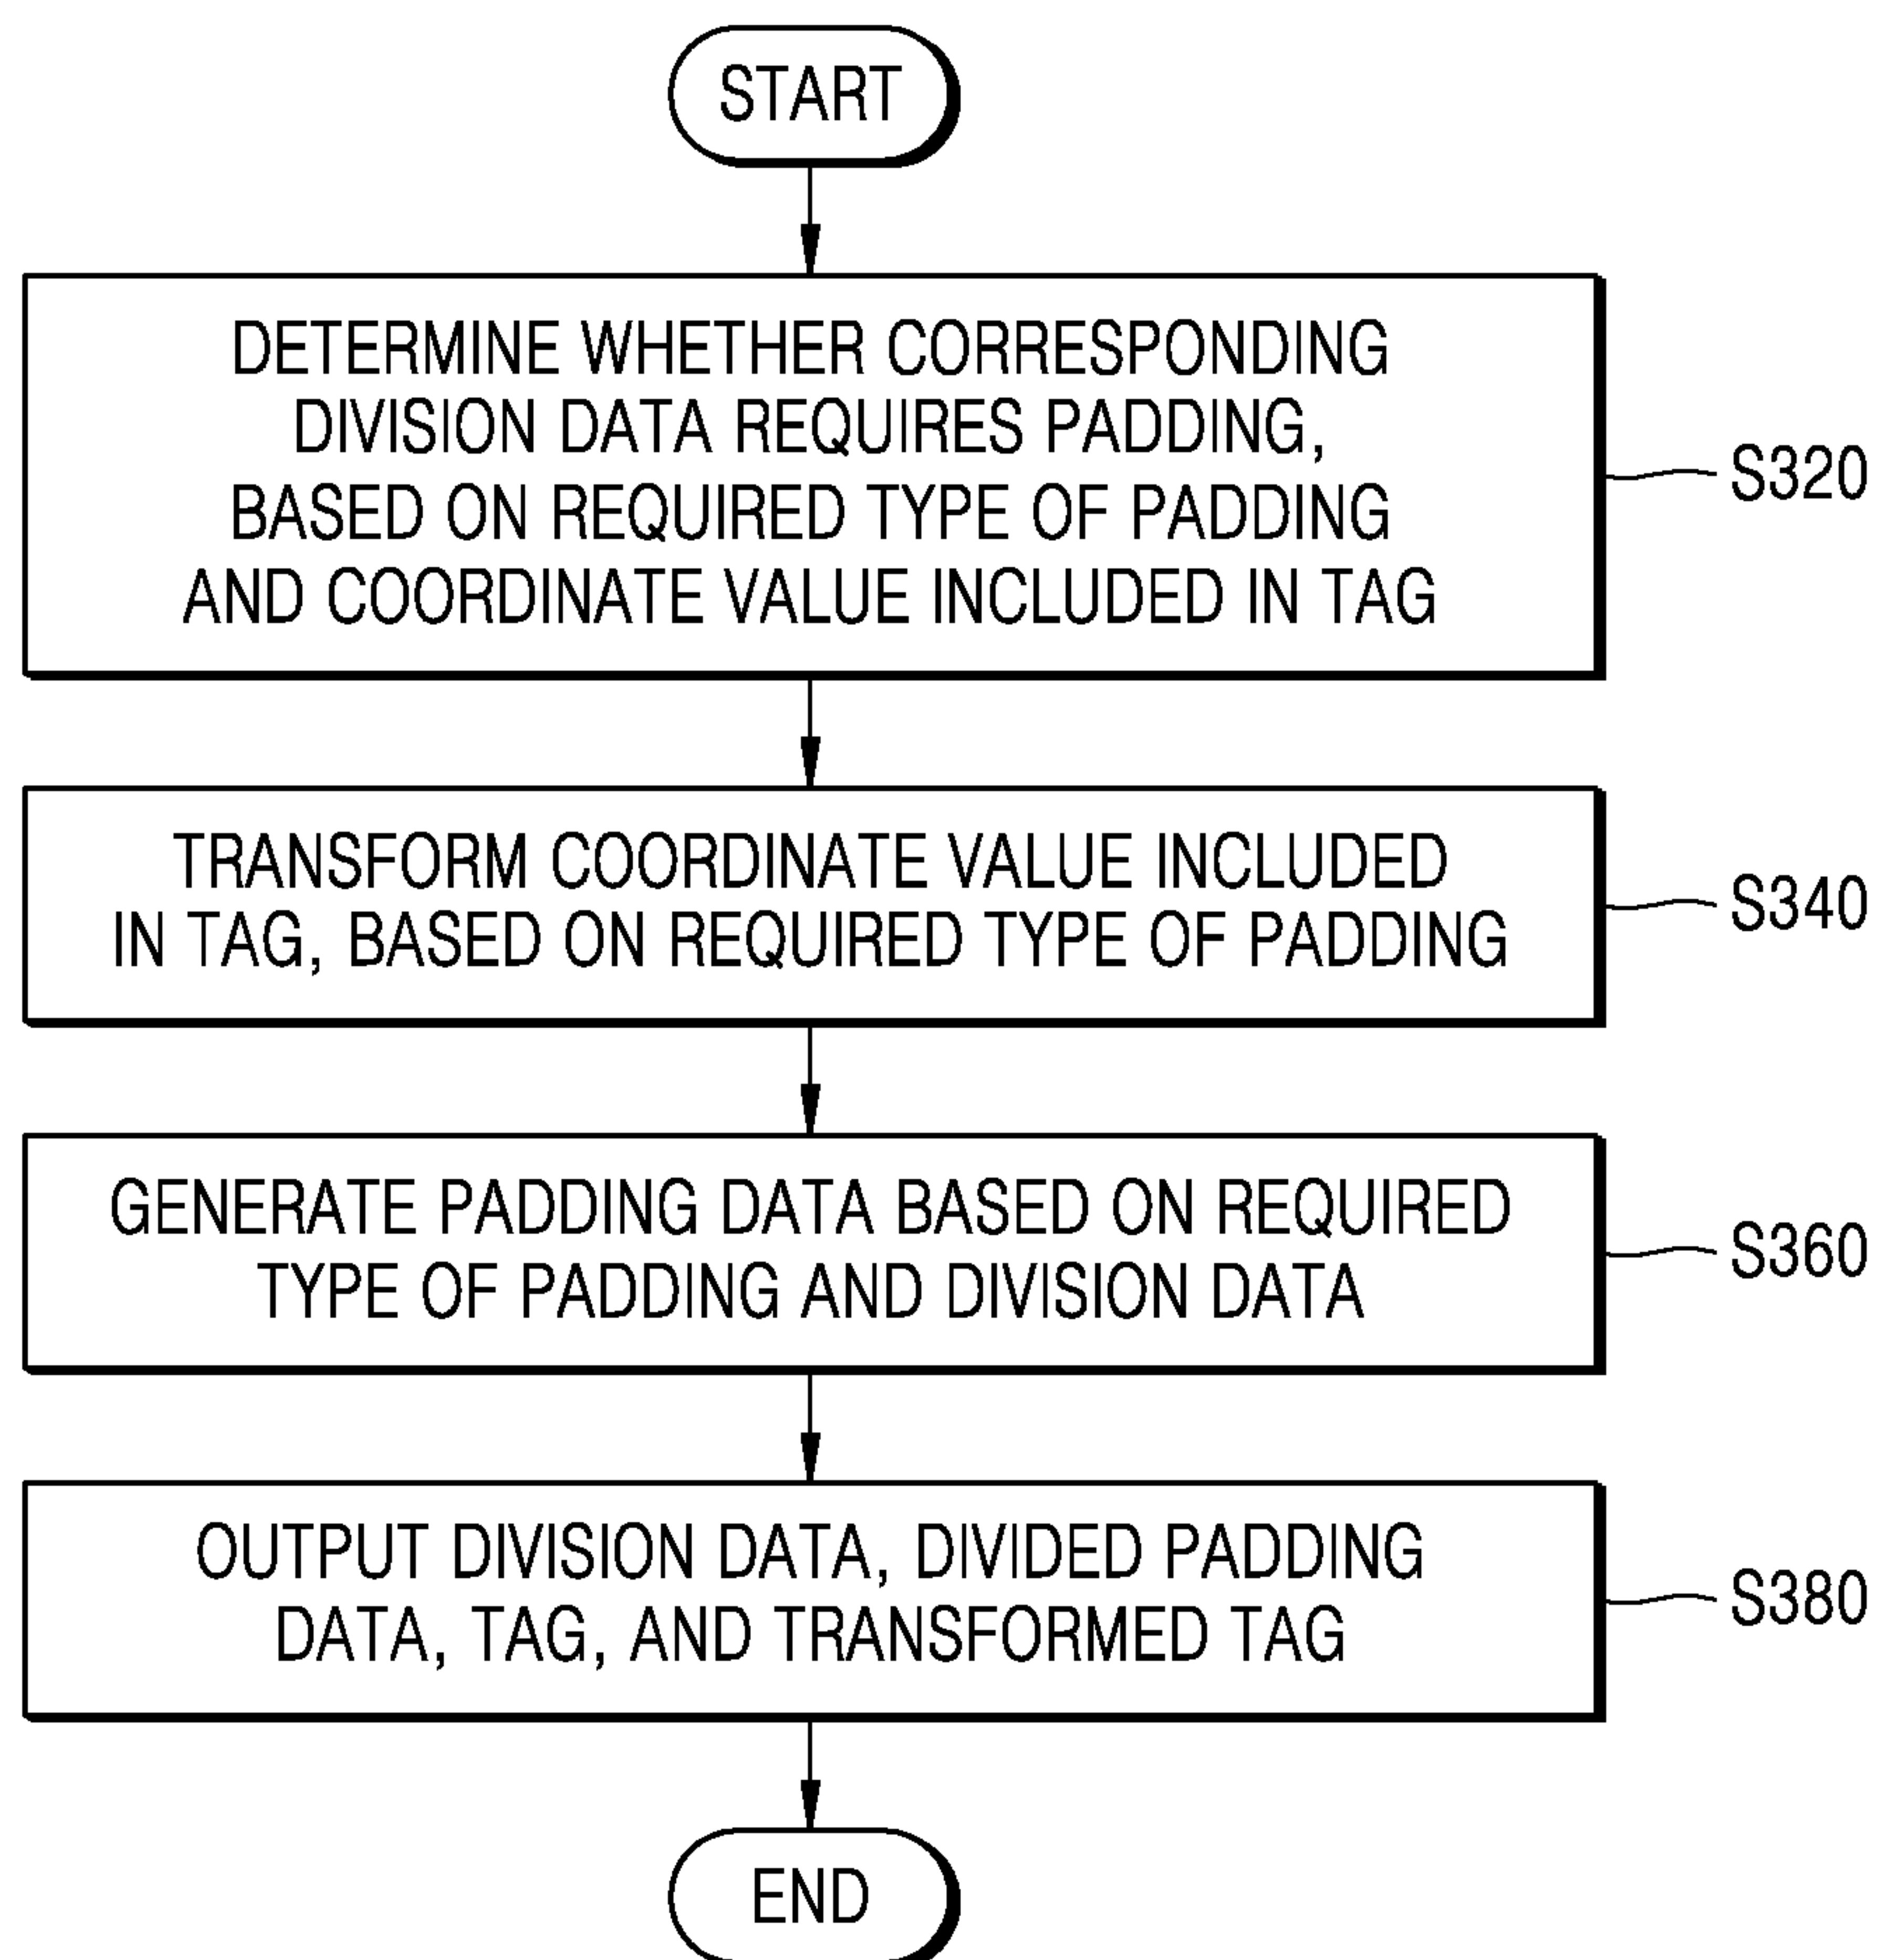 START
DETERMINE WHETHER CORRESPONDING
DIVISION DATA REQUIRES PADDING,
BASED ON REQUIRED TYPE OF PADDING
AND COORDINATE VALUE INCLUDED IN TAG
S320
TRANSFORM COORDINATE VALUE INCLUDED
IN TAG, BASED ON REQUIRED TYPE OF PADDING
S340
GENERATE PADDING DATA BASED ON REQUIRED
TYPE OF PADDING AND DIVISION DATA
S360
OUTPUT DIVISION DATA, DIVIDED PADDING
DATA, TAG, AND TRANSFORMED TAG
S380
END